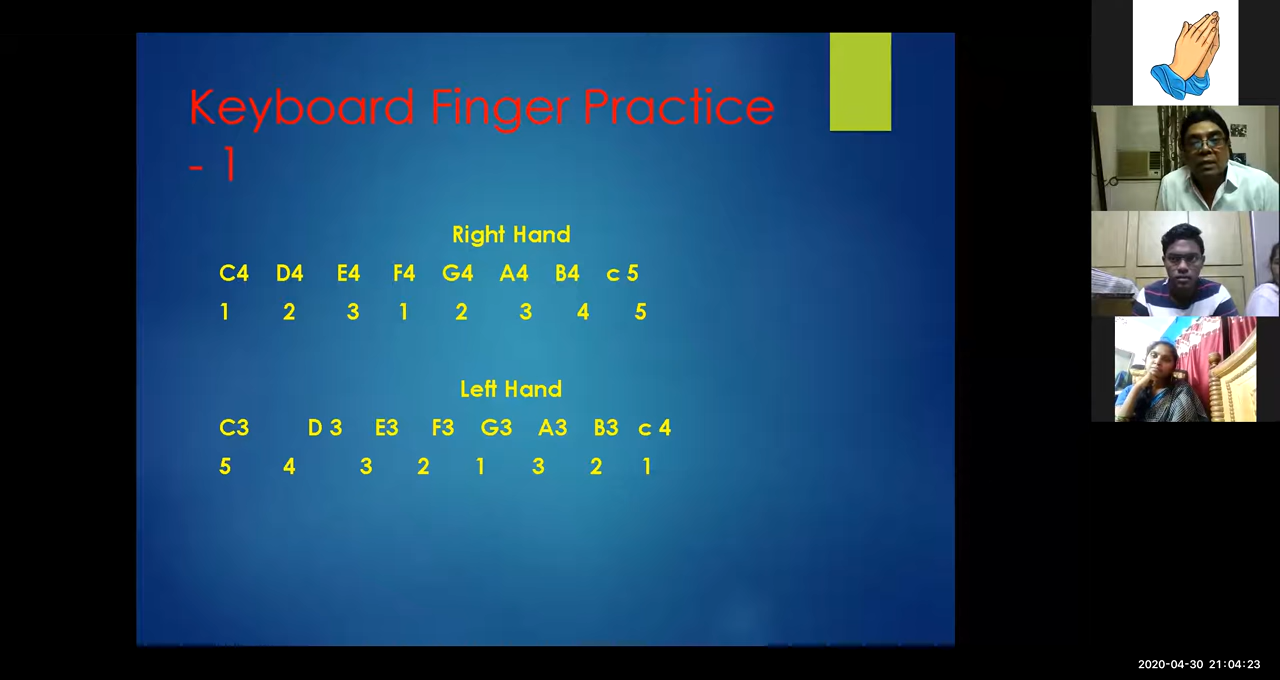 Keyboard Finger Practice
- 1
Right Hand
C4 D4 E4 F4 G4 A4 B4 c 5
1 2 3 1 2 3 4 5
Left Hand
C3 D 3 E3 F3 G3 A3 B3 c 4
5 4 3 2 1 3 2 1
2020-04-30 21:04:23